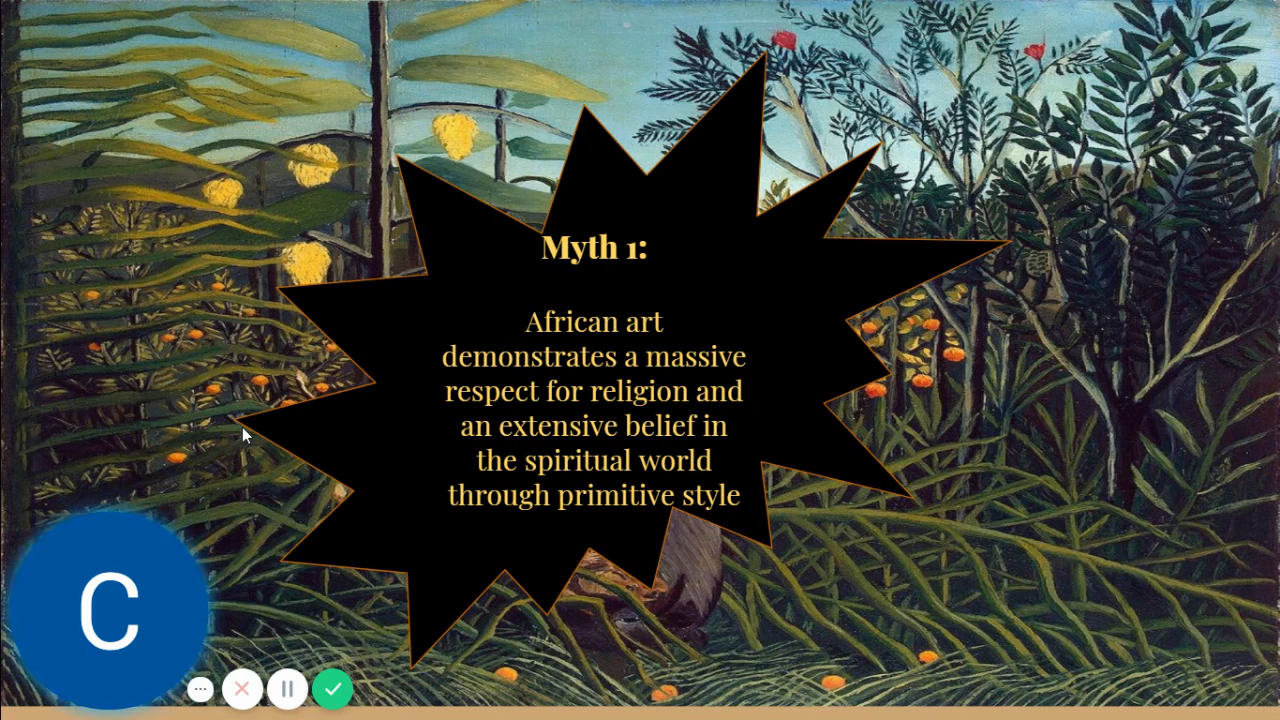 Myth 1:
African art
demonstrates a massive
respect for religion and
an extensive belief in
the spiritual world
through primitive style
C